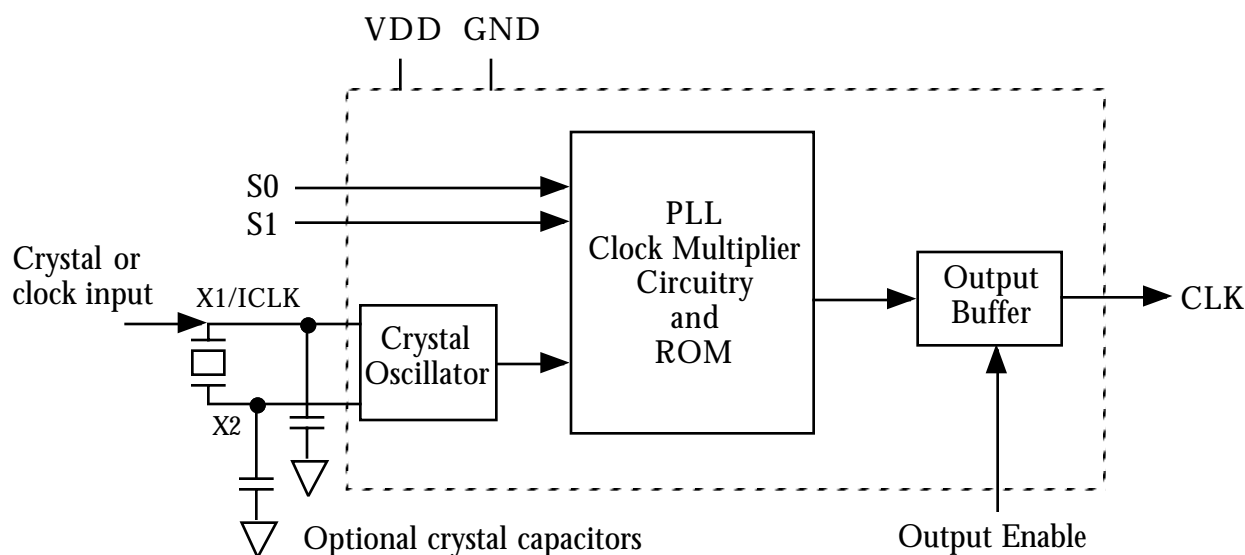 VDD GND
S0
S1
PLL
Clock Multiplier
Circuitry
and
ROM
Crystal or
clock input
X1/ICLK
Crystal
Oscillator
Output
Buffer
CLK
X2
Optional crystal capacitors
Output Enable